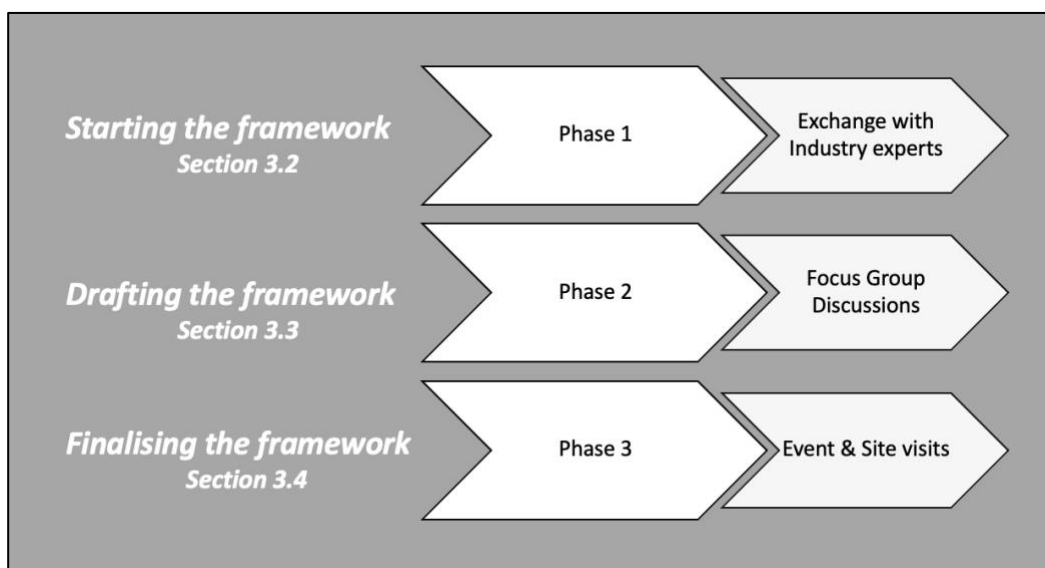 Starting the framework
Section 3.2
Phase 1
Exchange with
Industry experts
Drafting the framework
Section 3.3
Phase 2
Focus Group
Discussions
Finalising the framework
Section 3.4
Phase 3
Event & Site visits